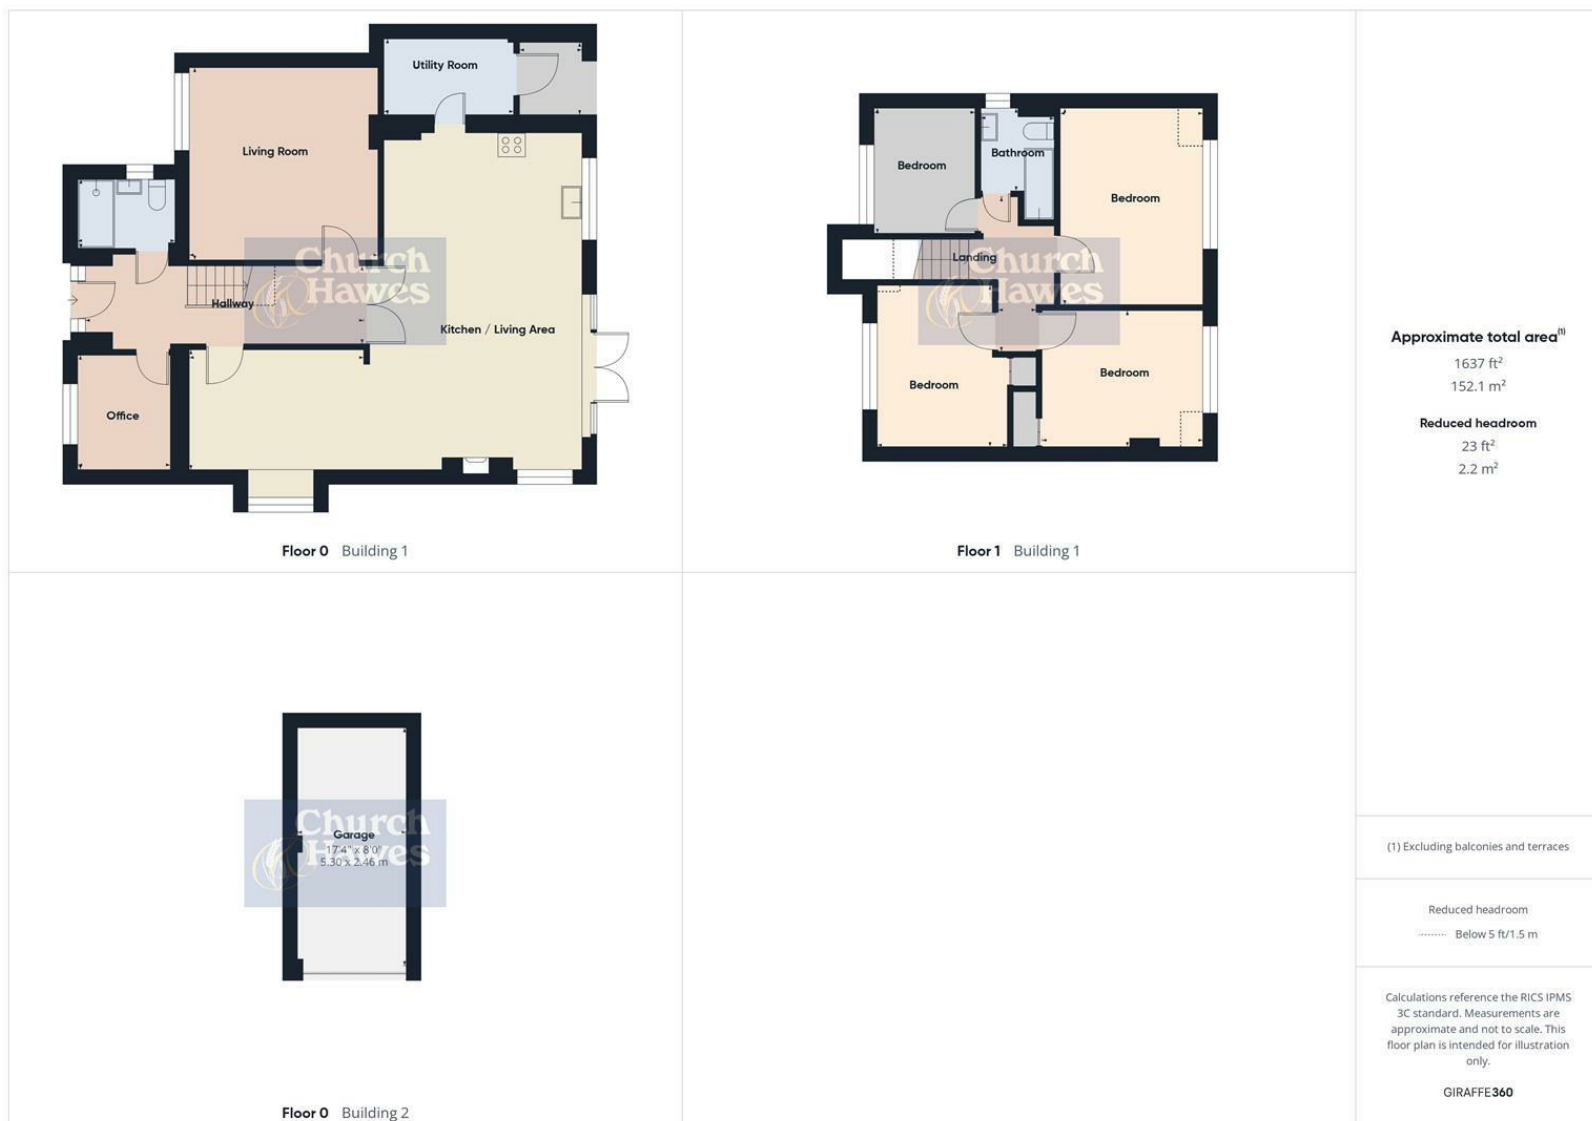 Utility Room
Living Room
Church
Hawes
Hallway
Kitchen / Living Area
Office
Floor 0 Building 1
Bedroom
Bathroom
Bedroom
Landing
Church
Hawes
Bedroom
Bedroom
Floor 1 Building 1
Church
Hawes
Garage
17'4" x 8'0"
5.30 x 2.46 m
Floor 0 Building 2
Approximate total area(1)
1637 ft²
152.1 m²
Reduced headroom
23 ft²
2.2 m²
(1) Excluding balconies and terraces
Reduced headroom
Below 5 ft/1.5 m
Calculations reference the RICS IPMS
3C standard. Measurements are
approximate and not to scale. This
floor plan is intended for illustration
only.
GIRAFFE360